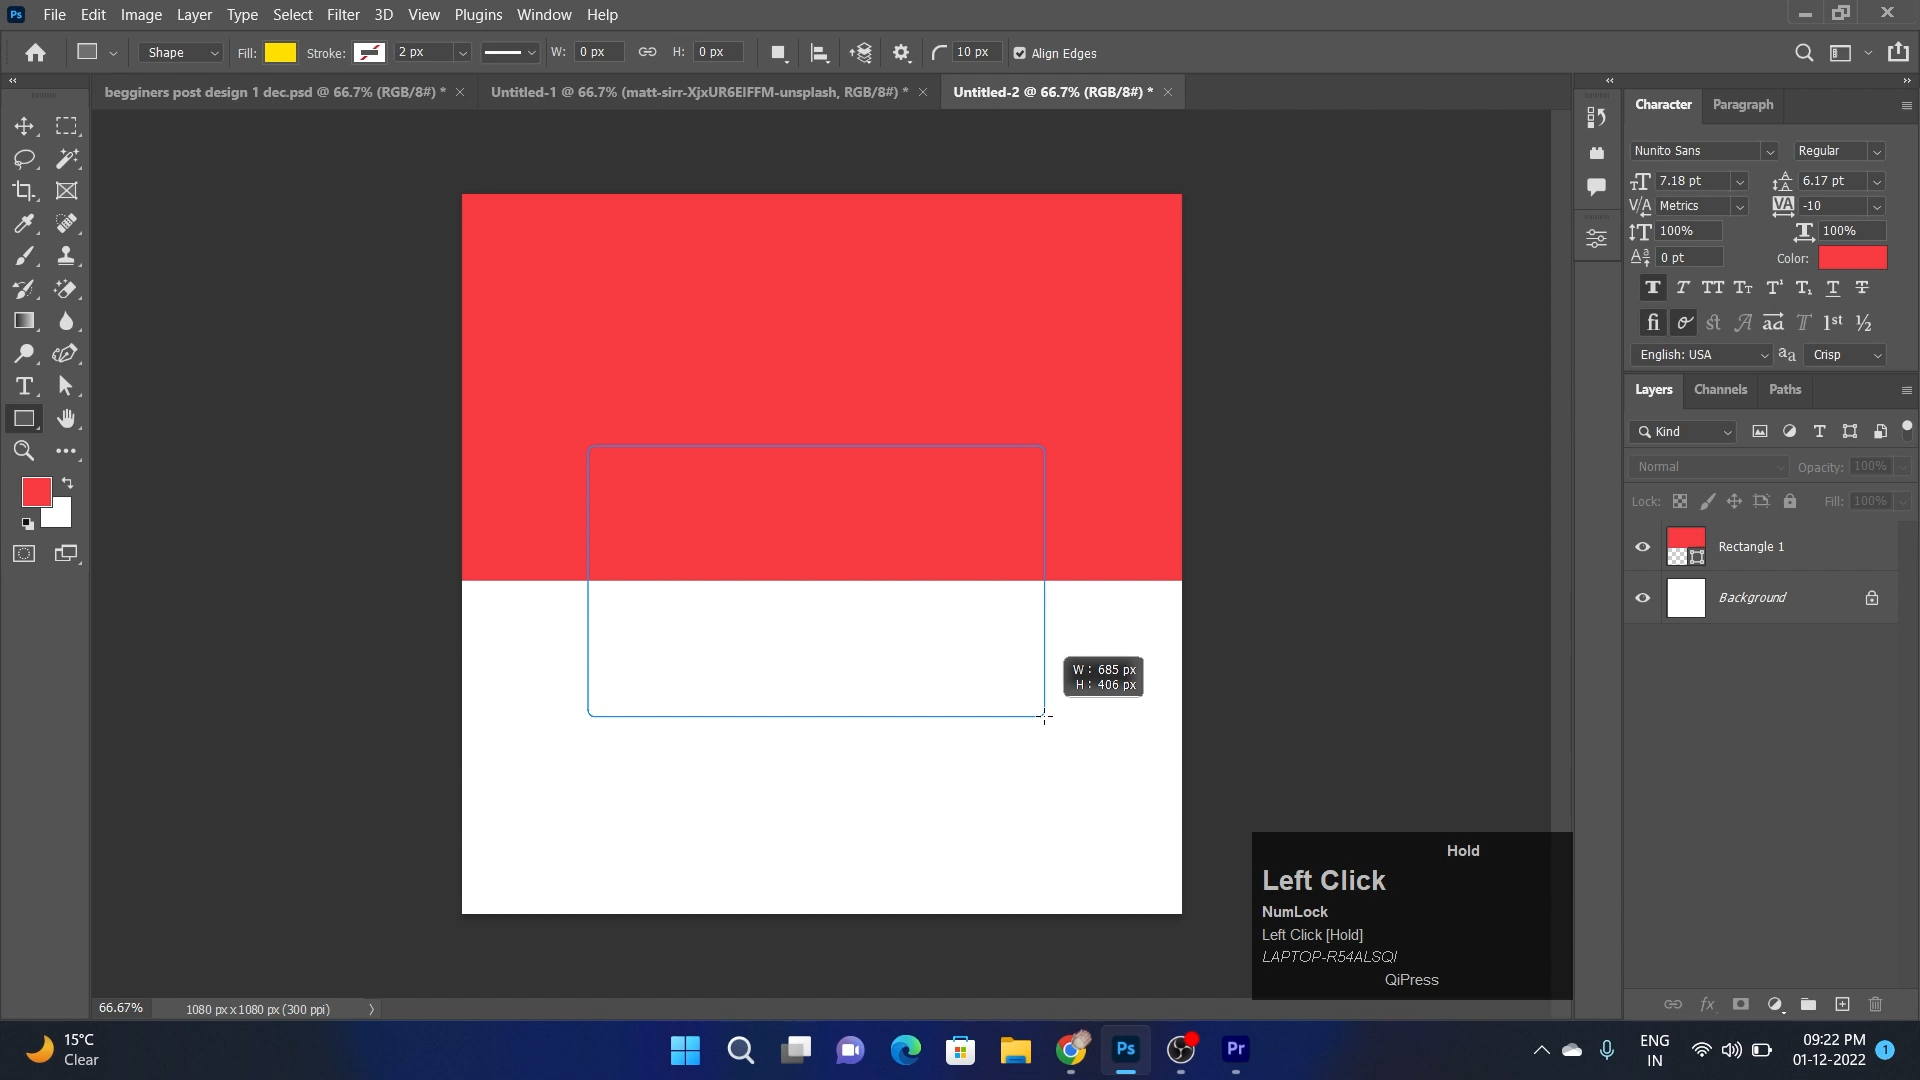 Ps File Edit Image Layer Type Select Filter 3D View Plugins Window Help
Shape Fill: Stroke: 2 px W: 0 px H: 0 px 10 px Align Edges
begginers post design 1 dec.psd @ 66.7% (RGB/8#) * Untitled-1 @ 66.7% (matt-sirr-XjxUR6EIFFM-unsplash, RGB/8#) * Untitled-2 @ 66.7% (RGB/8#) *
Character Paragraph
Nunito Sans Regular
7.18 pt 6.17 pt
Metrics -10
100% 100%
0 pt Color:
English: USA Crisp
Layers Channels Paths
Kind
Normal Opacity: 100%
Lock: Fill: 100%
Rectangle 1
Background
W : 685 px
H : 406 px
Hold
Left Click
NumLock
Left Click [Hold]
LAPTOP-R54ALSQI
QiPress
66.67% 1080 px x 1080 px (300 ppi)
15°C
Clear
Ps Pr
ENG
IN
09:22 PM
01-12-2022 1